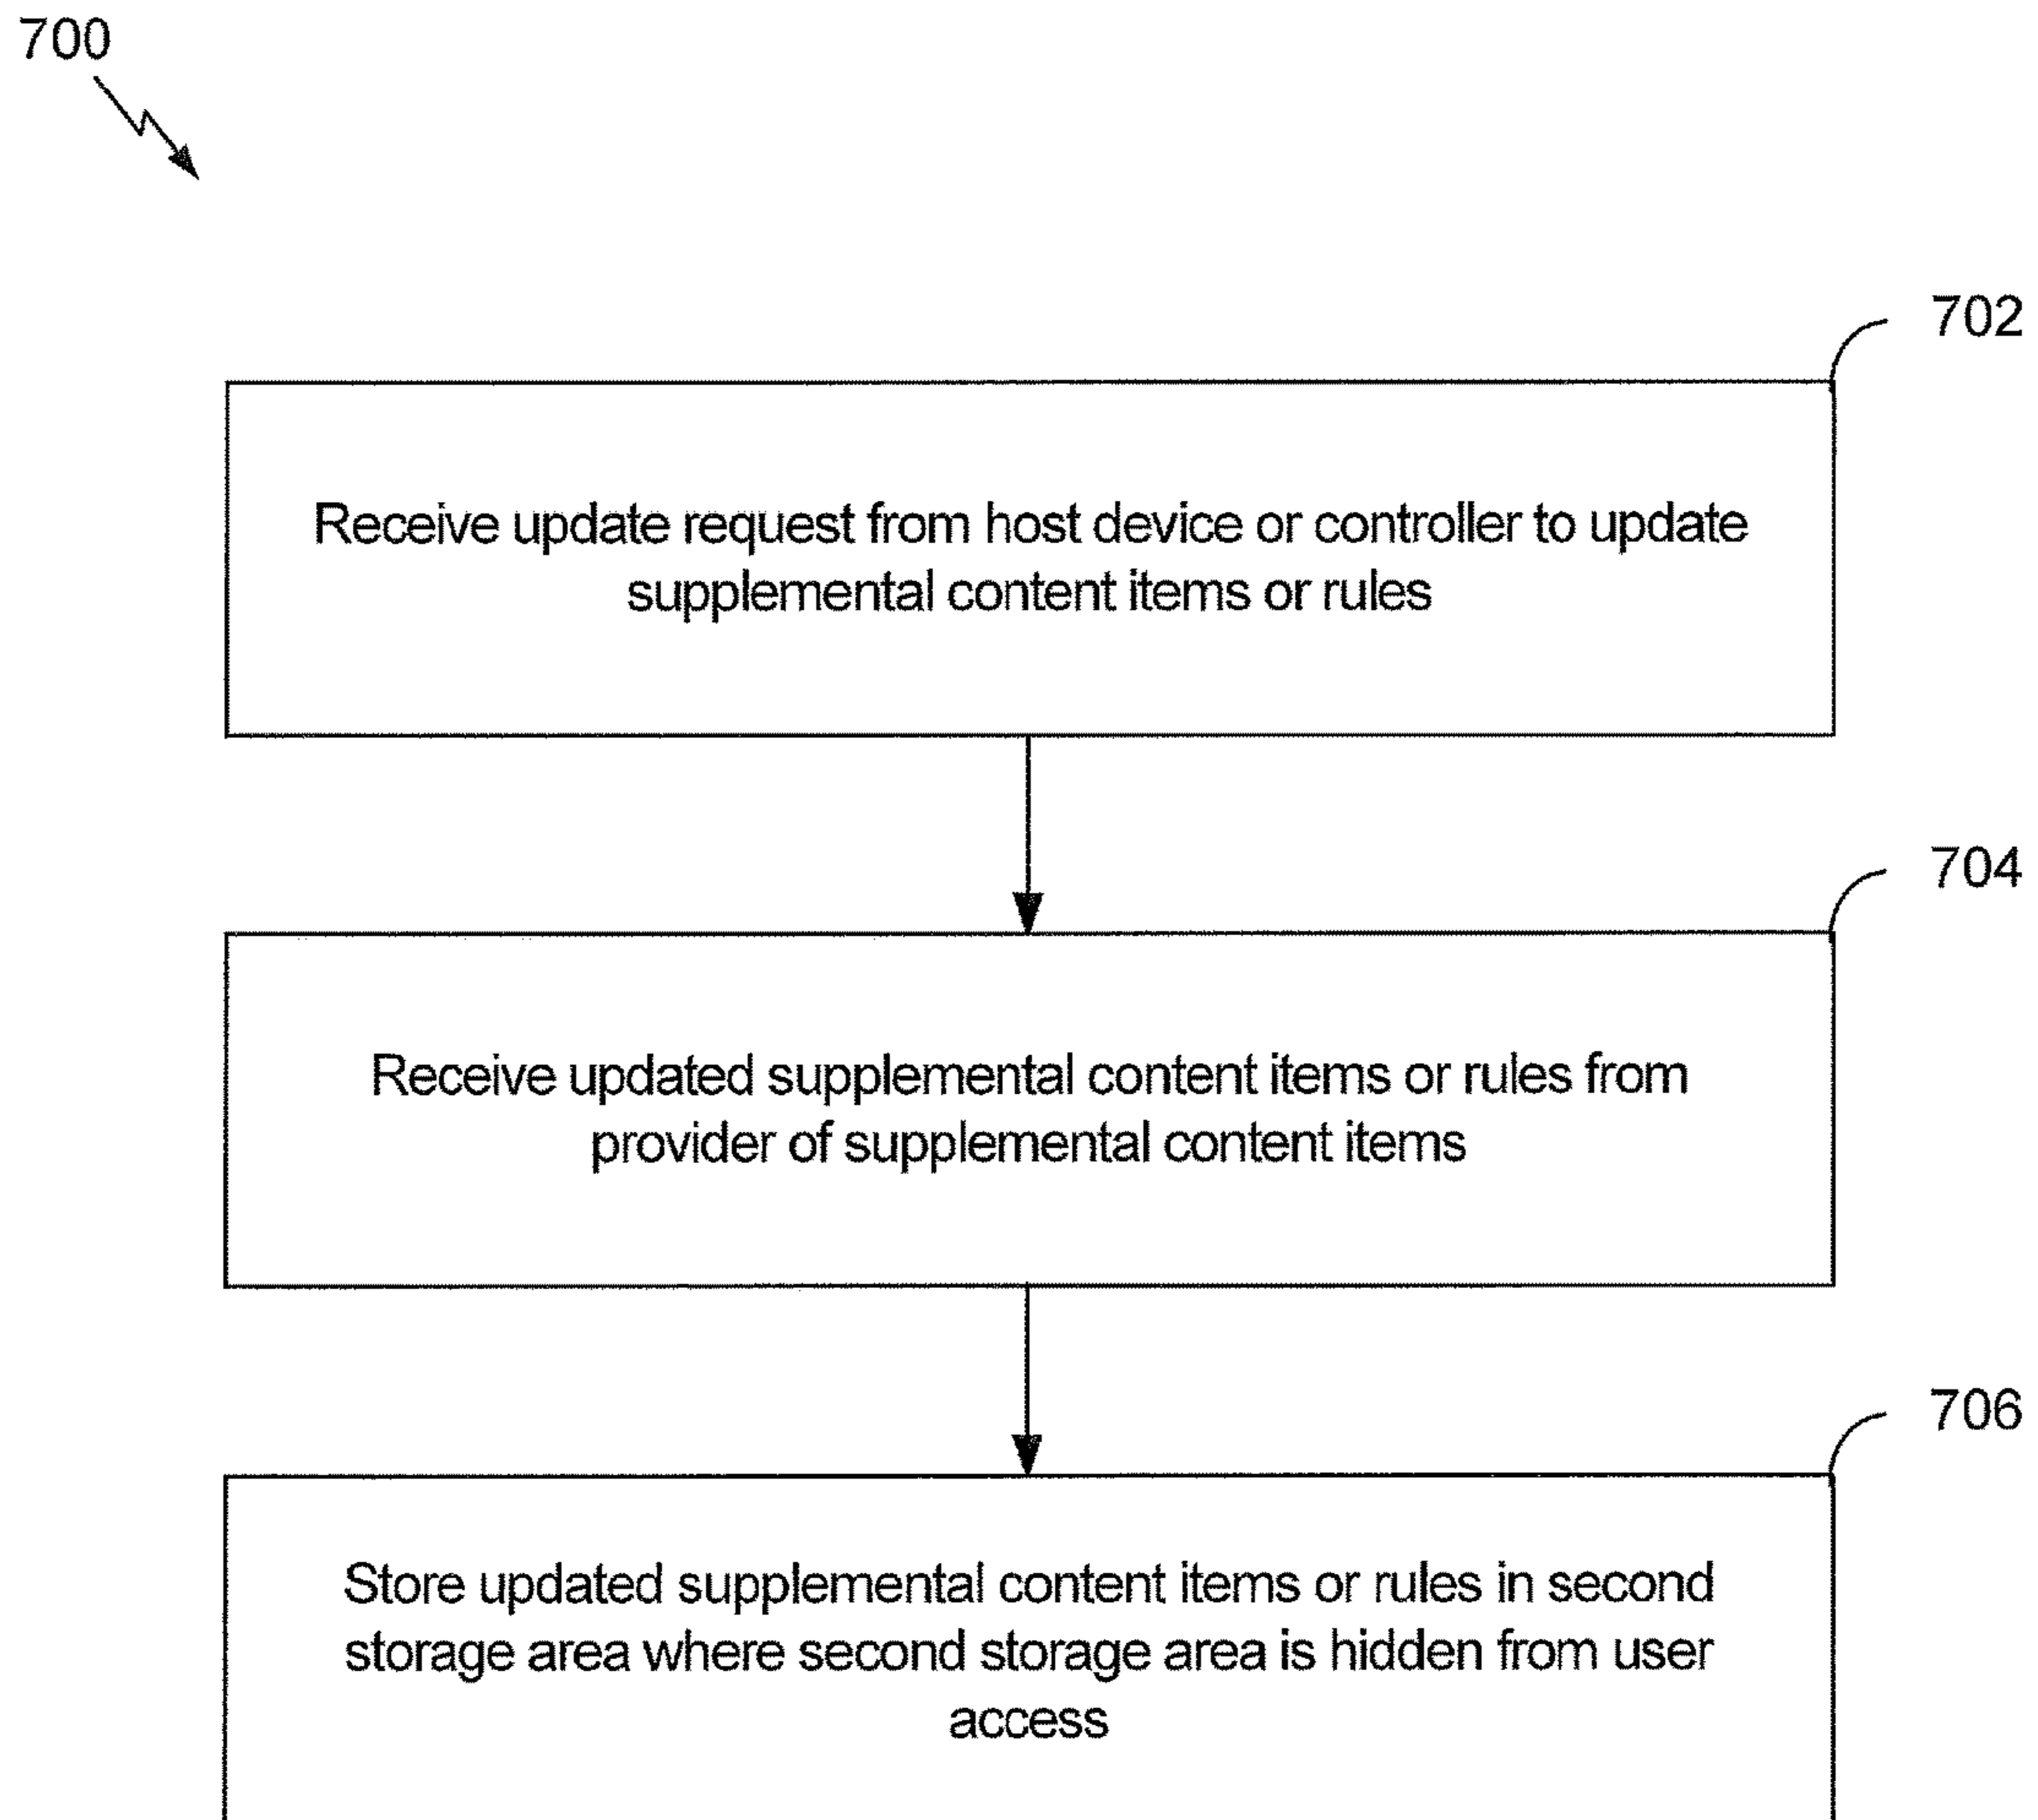 700
702
Receive update request from host device or controller to update
supplemental content items or rules
704
Receive updated supplemental content items or rules from
provider of supplemental content items
706
Store updated supplemental content items or rules in second
storage area where second storage area is hidden from user
access